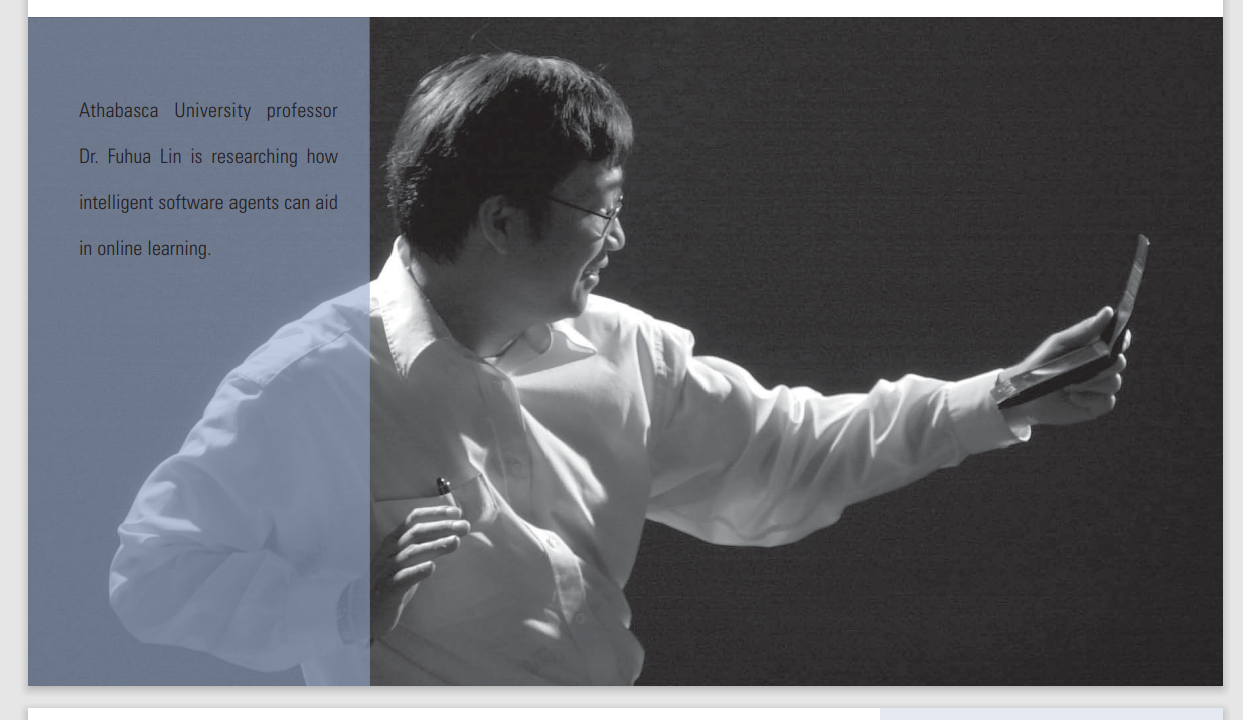 Athabasca University professor
Dr. Fuhua Lin is researching how
intelligent software agents can aid
in online learning.